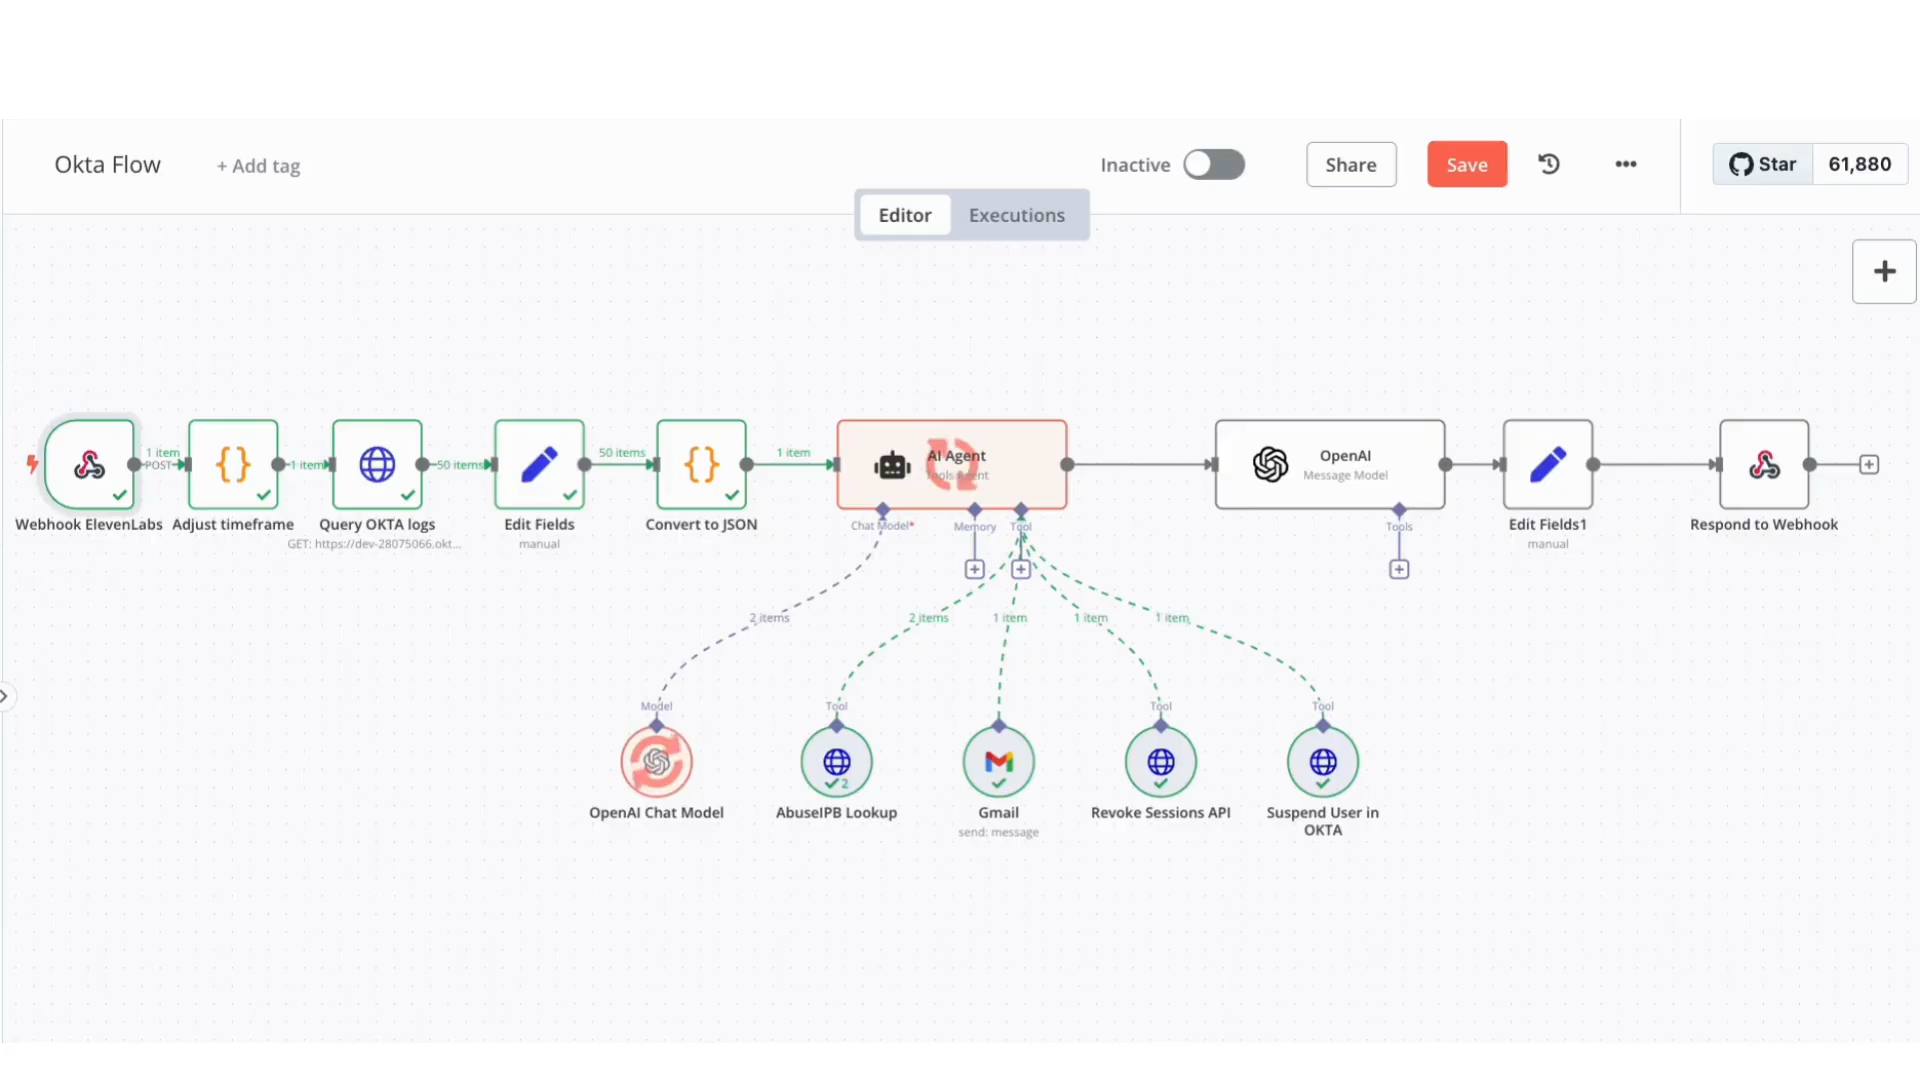 Okta Flow
+ Add tag
Inactive
Share
Save
Star
61,880
Editor
Executions
1 item
POST
1 item
50 items
50 items
1 item
Webhook ElevenLabs
Adjust timeframe
Query OKTA logs
GET: https://dev-28075066.okt...
Edit Fields
manual
Convert to JSON
AI Agent
Tools Agent
Chat Model*
Memory
Tool
OpenAI
Message Model
Tools
Edit Fields1
manual
Respond to Webhook
2 items
2 items
1 item
1 item
1 item
Model
Tool
Tool
Tool
2
OpenAI Chat Model
AbuseIPB Lookup
Gmail
send: message
Revoke Sessions API
Suspend User in
OKTA